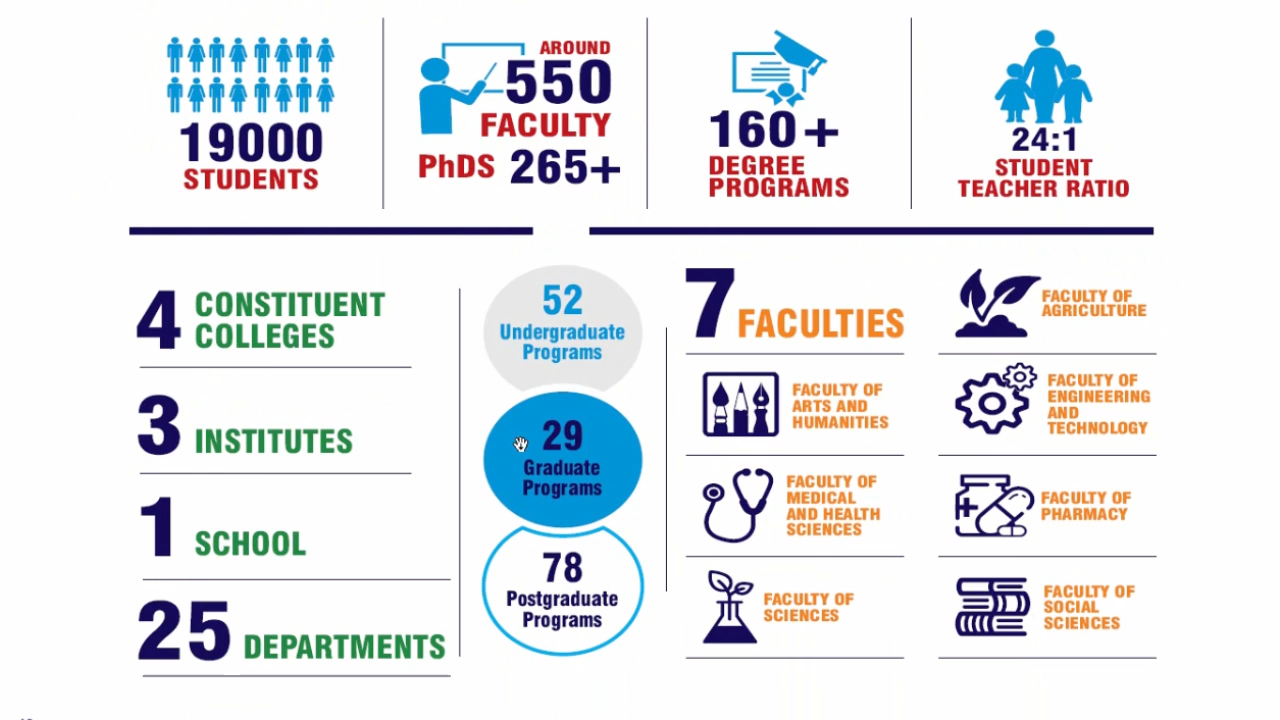 19000
STUDENTS
AROUND
550
FACULTY
PhDS 265+
160+
DEGREE
PROGRAMS
24:1
STUDENT
TEACHER RATIO
4 CONSTITUENT
COLLEGES
3 INSTITUTES
1 SCHOOL
25 DEPARTMENTS
52
Undergraduate
Programs
29
Graduate
Programs
78
Postgraduate
Programs
7 FACULTIES
FACULTY OF
AGRICULTURE
FACULTY OF
ARTS AND
HUMANITIES
FACULTY OF
ENGINEERING
AND
TECHNOLOGY
FACULTY OF
MEDICAL
AND HEALTH
SCIENCES
FACULTY OF
PHARMACY
FACULTY OF
SCIENCES
FACULTY OF
SOCIAL
SCIENCES